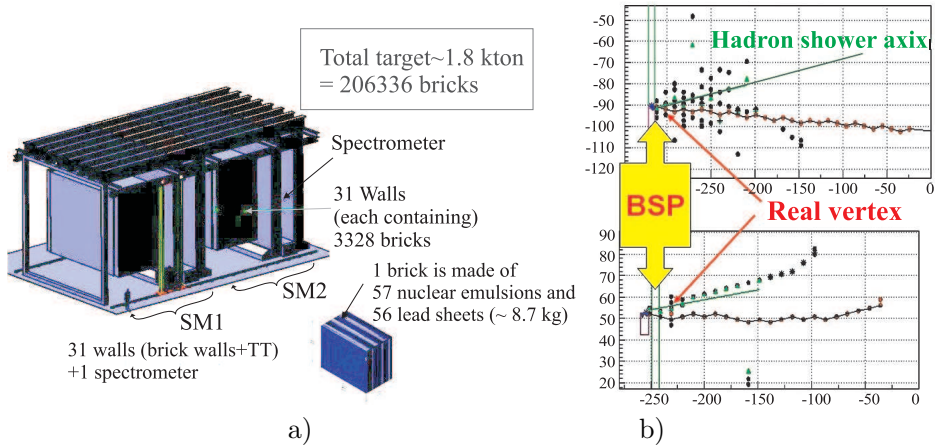 Total target~1.8 kton
= 206336 bricks
Spectrometer
31 Walls
(each containing)
3328 bricks
1 brick is made of
57 nuclear emulsions and
56 lead sheets (~ 8.7 kg)
SM2
SM1
31 walls (brick walls+TT)
+1 spectrometer
a)
b)
-50
-60
-70
-80
-90
-100
-110
-120
Hadron shower axix
-250 -200 -150 -100 -50 0
BSP
Real vertex
90
80
70
60
50
40
30
20
-250 -200 -150 -100 -50 0